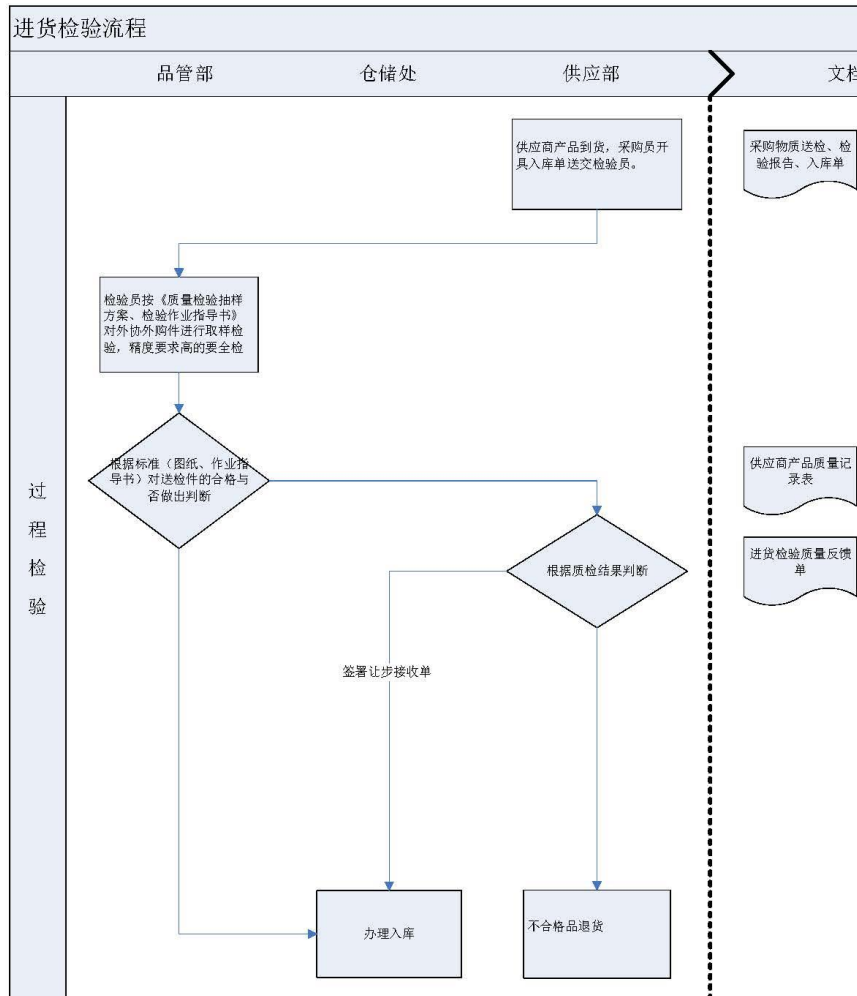 进货检验流程
品管部
仓储处
供应部
文档
供应商产品到货，采购员开
具入库单送交检验员。
采购物质送检、检
验报告、入库单
检验员按《质量检验抽样
方案、检验作业指导书》
对外协外购件进行取样检
验，精度要求高的要全检
根据标准（图纸、作业指
导书）对送检件的合格与
否做出判断
供应商产品质量记
录表
过
程
检
验
根据质检结果判断
进货检验质量反馈
单
签署让步接收单
办理入库
不合格品退货